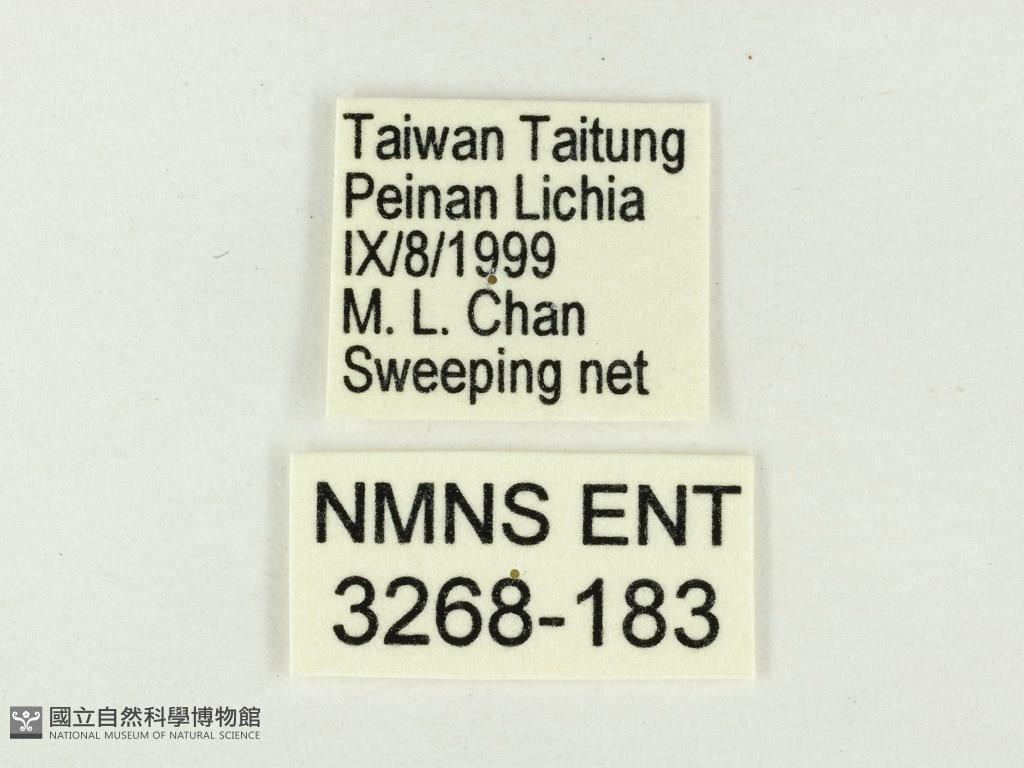 Taiwan Taitung
Peinan Lichia
IX/8/1999
M. L. Chan
Sweeping net
NMNS ENT
3268-183
國立自然科學博物館
NATIONAL MUSEUM OF NATURAL SCIENCE